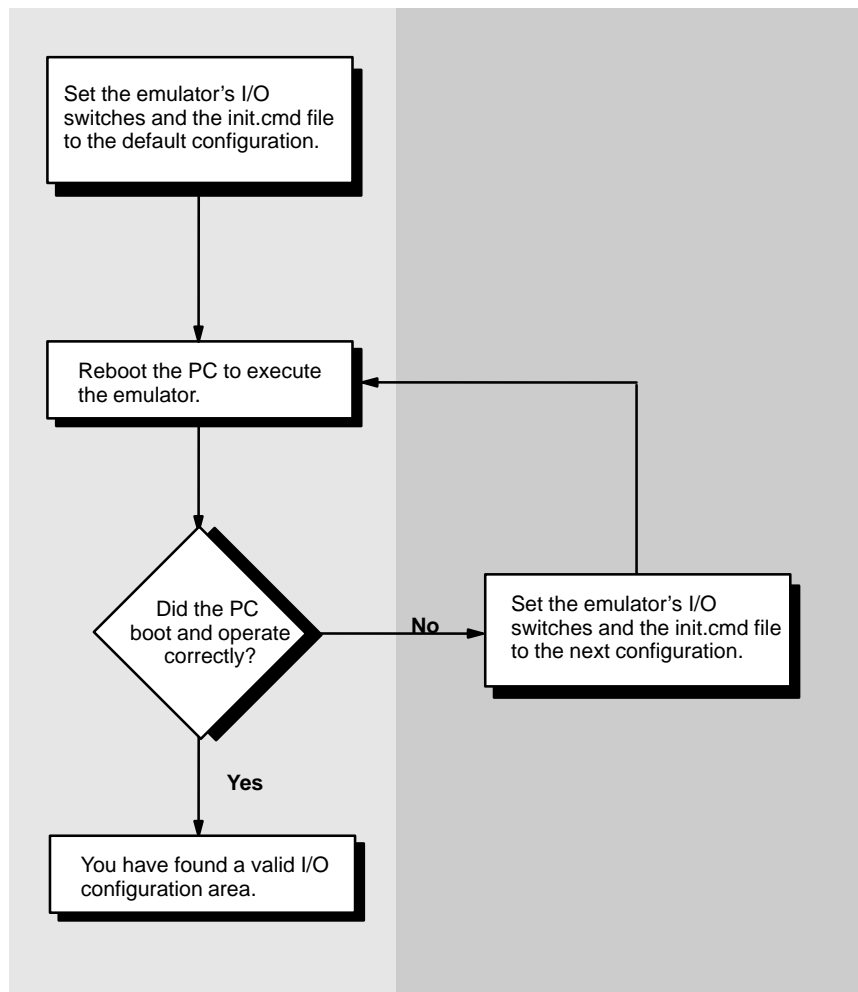 Set the emulator's I/O
switches and the init.cmd file
to the default configuration.
Reboot the PC to execute
the emulator.
Did the PC
boot and operate
correctly?
No
Set the emulator's I/O
switches and the init.cmd file
to the next configuration.
Yes
You have found a valid I/O
configuration area.